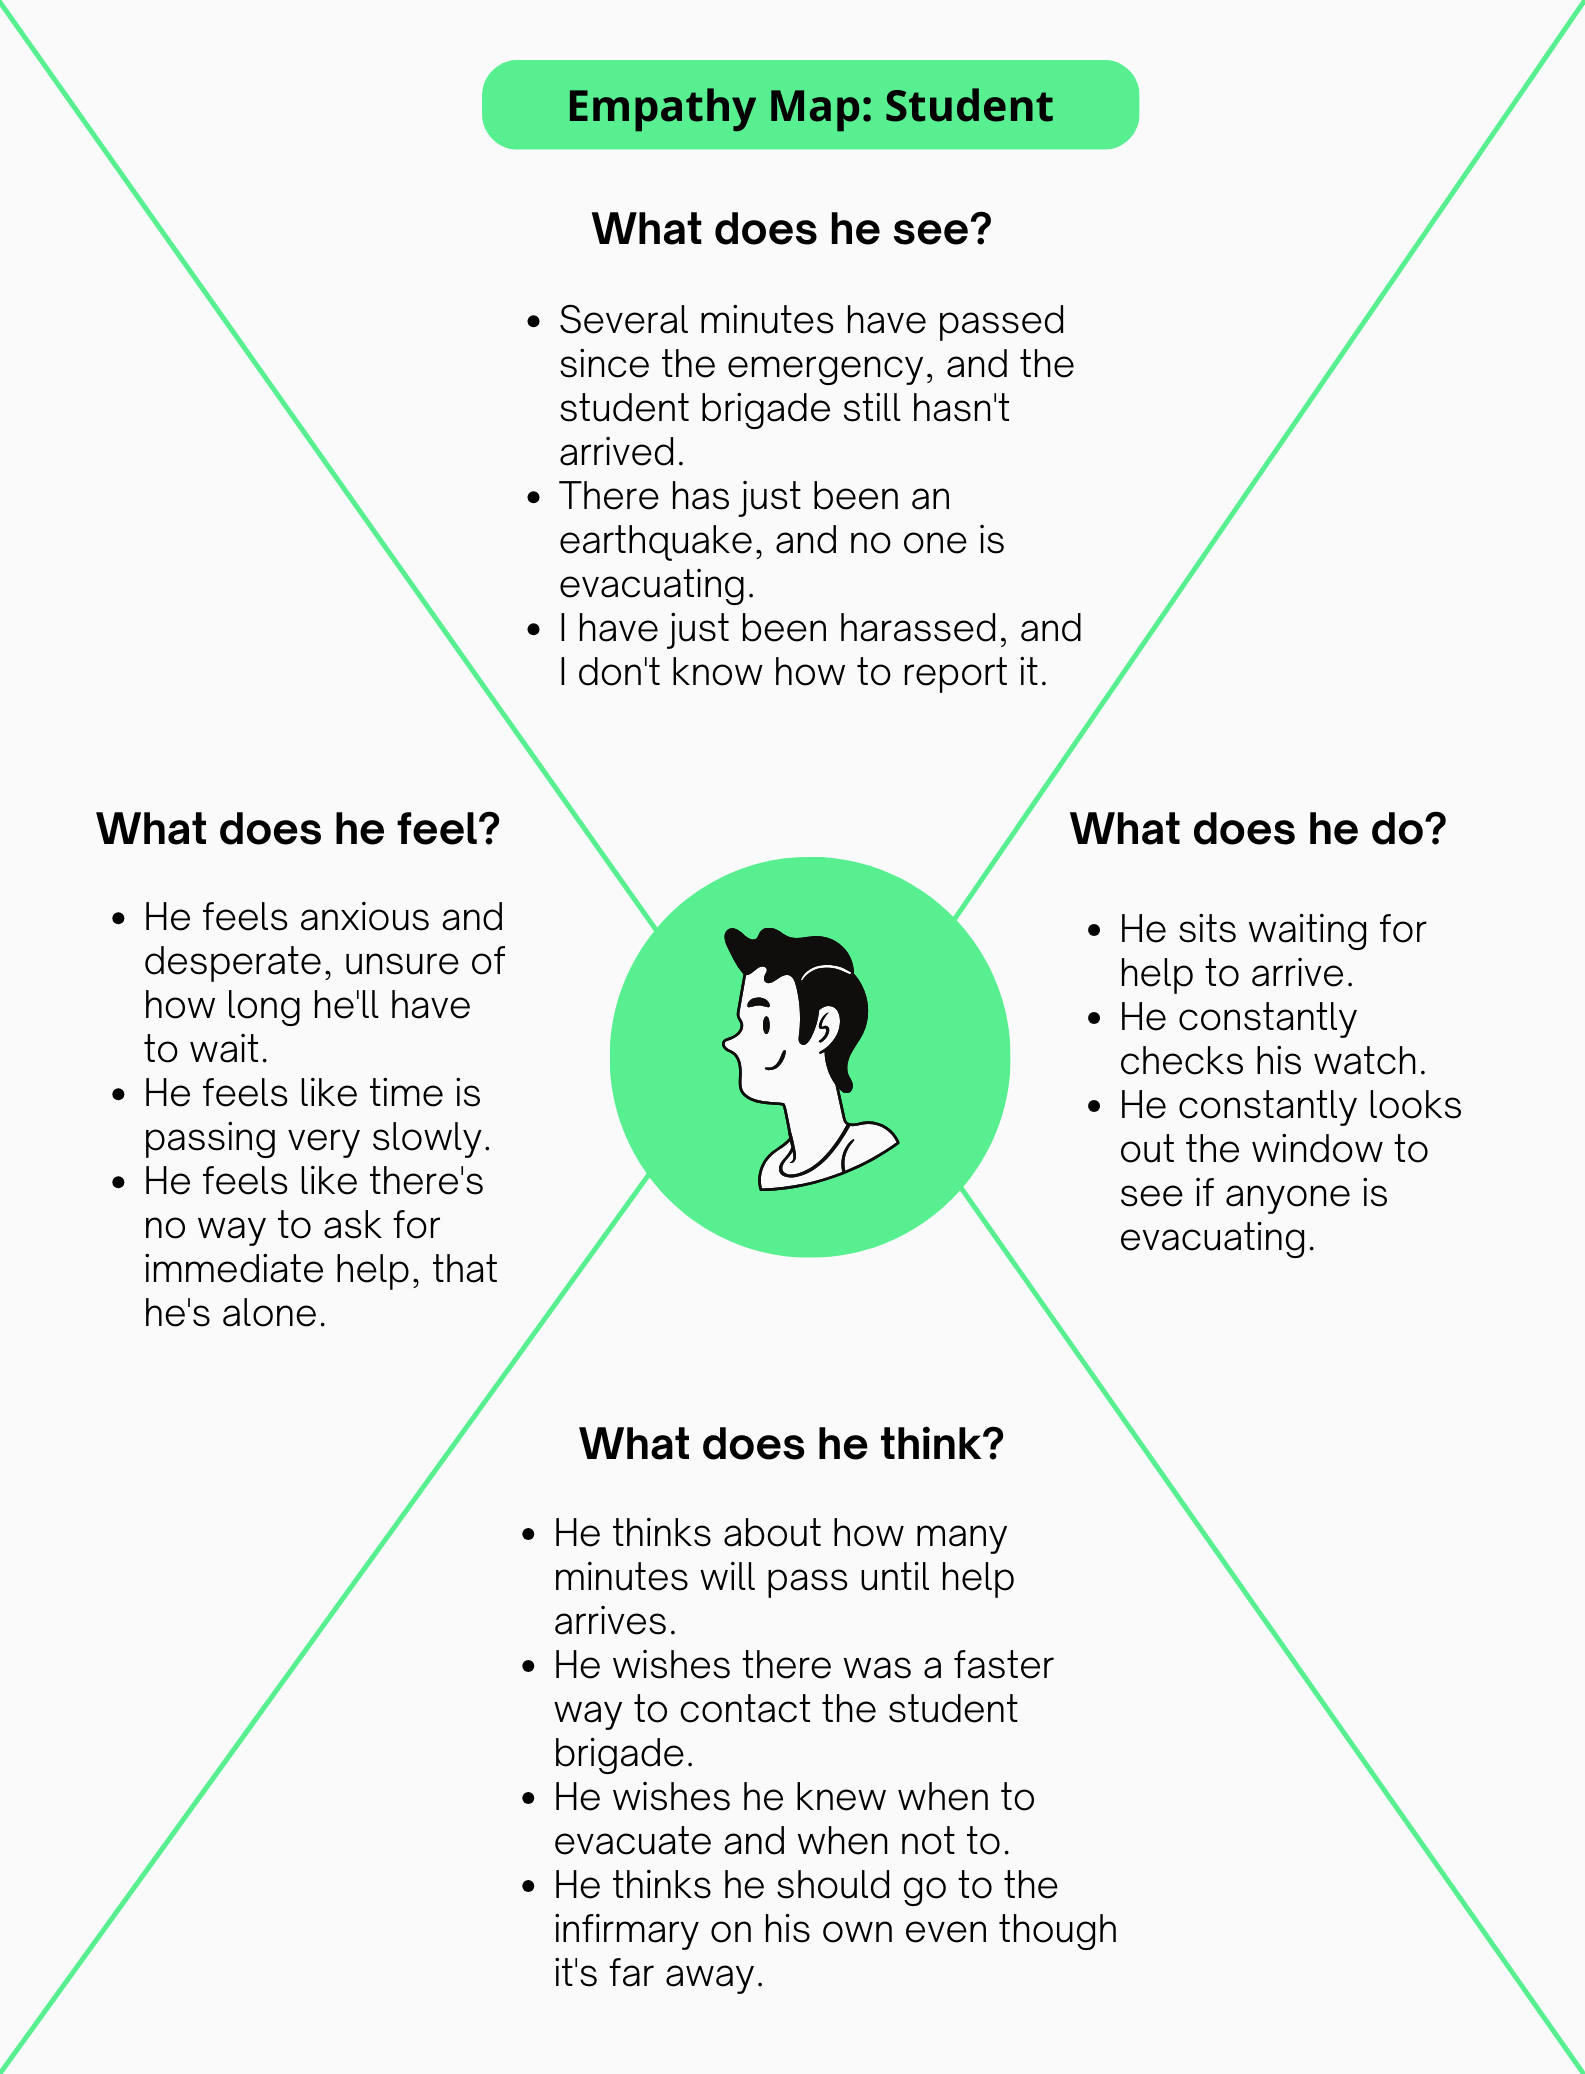 Empathy Map: Student
What does he see?
• Several minutes have passed
since the emergency, and the
student brigade still hasn't
arrived.
• There has just been an
earthquake, and no one is
evacuating.
• I have just been harassed, and
I don't know how to report it.
What does he feel?
• He feels anxious and
desperate, unsure of
how long he'll have
to wait.
• He feels like time is
passing very slowly.
• He feels like there's
no way to ask for
immediate help, that
he's alone.
What does he do?
• He sits waiting for
help to arrive.
• He constantly
checks his watch.
• He constantly looks
out the window to
see if anyone is
evacuating.
What does he think?
• He thinks about how many
minutes will pass until help
arrives.
• He wishes there was a faster
way to contact the student
brigade.
• He wishes he knew when to
evacuate and when not to.
• He thinks he should go to the
infirmary on his own even though
it's far away.